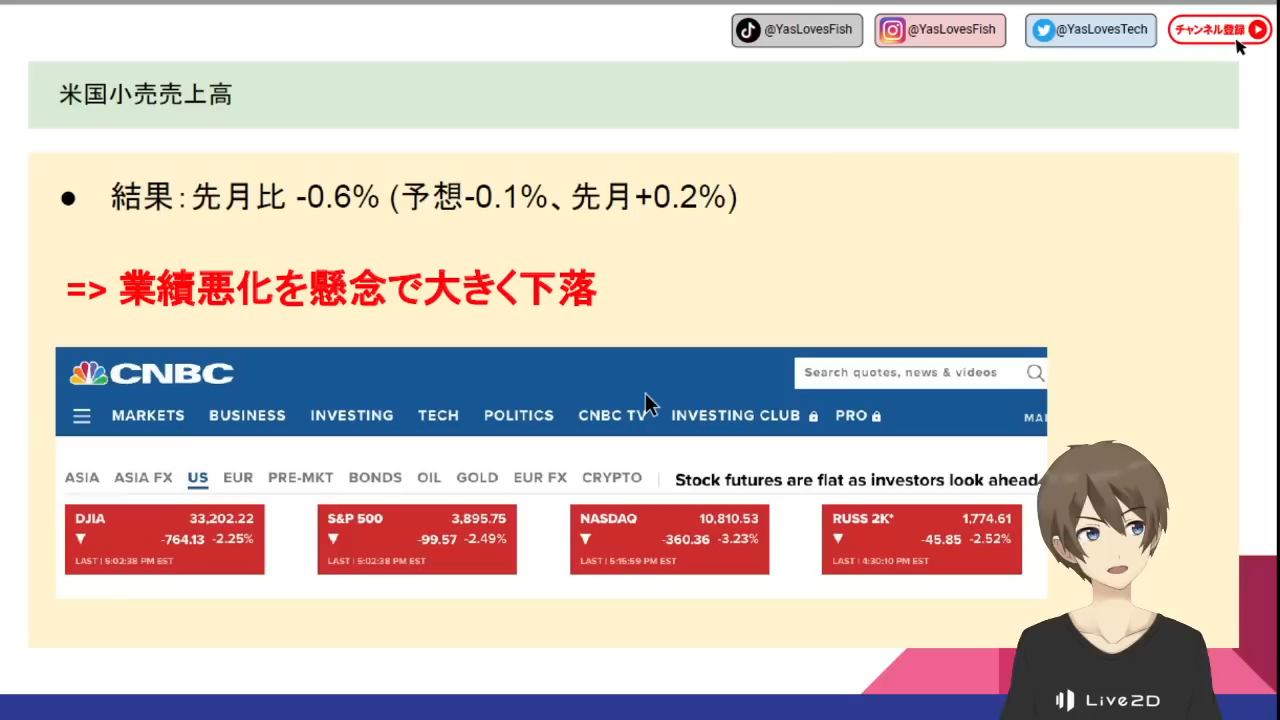 @YasLovesFish
@YasLovesFish
@YasLovesTech
チャンネル登録
米国小売売上高
● 結果：先月比 -0.6% (予想-0.1%、先月+0.2%)
=> 業績悪化を懸念で大きく下落
CNBC
Search quotes, news & videos
MARKETS BUSINESS INVESTING TECH POLITICS CNBC TV INVESTING CLUB PRO
ASIA ASIA FX US EUR PRE-MKT BONDS OIL GOLD EUR FX CRYPTO
Stock futures are flat as investors look ahead
DJIA 33,202.22
▼ -764.13 -2.25%
LAST | 5:02:38 PM EST
S&P 500 3,895.75
▼ -99.57 -2.49%
LAST | 5:02:38 PM EST
NASDAQ 10,810.53
▼ -360.36 -3.23%
LAST | 5:15:59 PM EST
RUSS 2K* 1,774.61
▼ -45.85 -2.52%
LAST | 4:30:10 PM EST
Live2D